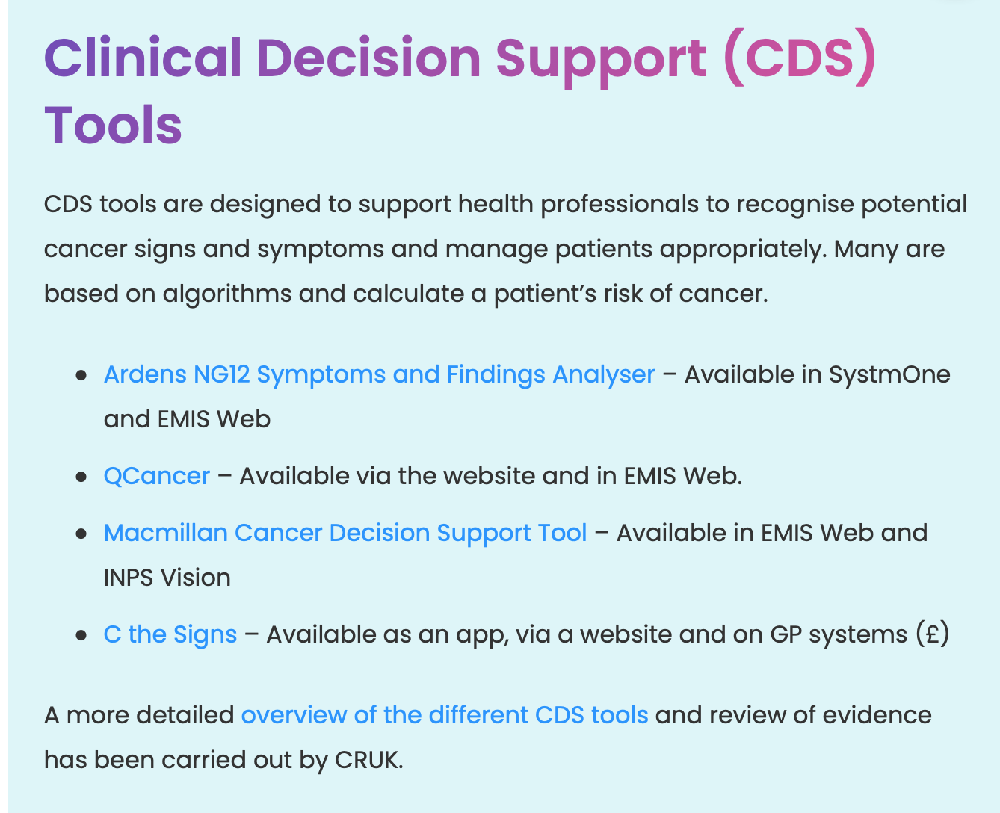 Clinical Decision Support (CDS)
Tools
CDS tools are designed to support health professionals to recognise potential
cancer signs and symptoms and manage patients appropriately. Many are
based on algorithms and calculate a patient’s risk of cancer.
● Ardens NG12 Symptoms and Findings Analyser – Available in SystmOne
and EMIS Web
● QCancer – Available via the website and in EMIS Web.
● Macmillan Cancer Decision Support Tool – Available in EMIS Web and
INPS Vision
● C the Signs – Available as an app, via a website and on GP systems (£)
A more detailed overview of the different CDS tools and review of evidence
has been carried out by CRUK.